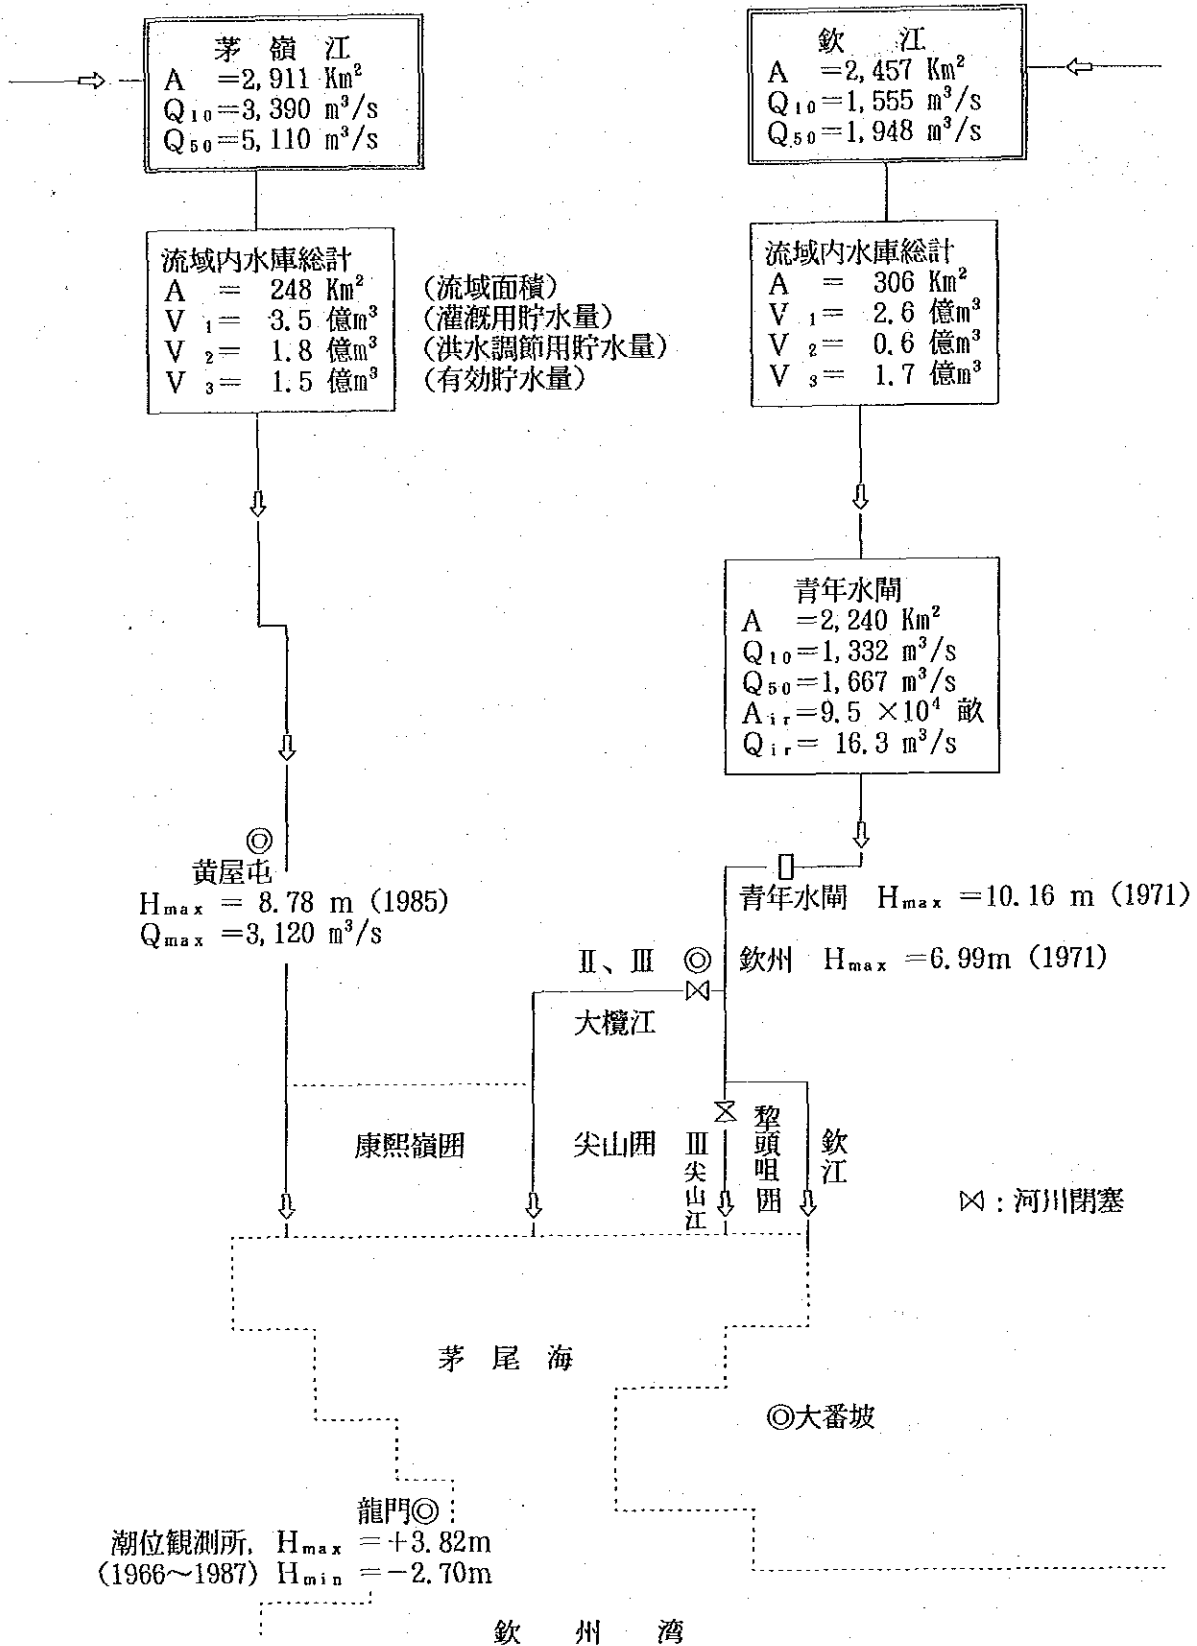 茅嶺江
A =2,911 Km²
Q₁₀=3,390 m³/s
Q₅₀=5,110 m³/s
欽江
A =2,457 Km²
Q₁₀=1,555 m³/s
Q₅₀=1,948 m³/s
流域内水庫総計
A = 248 Km² (流域面積)
V₁= 3.5 億m³ (灌漑用貯水量)
V₂= 1.8 億m³ (洪水調節用貯水量)
V₃= 1.5 億m³ (有効貯水量)
流域内水庫総計
A = 306 Km²
V₁= 2.6 億m³
V₂= 0.6 億m³
V₃= 1.7 億m³
青年水閘
A =2,240 Km²
Q₁₀=1,332 m³/s
Q₅₀=1,667 m³/s
Aᵢᵣ=9.5 ×10⁴ 畝
Qᵢᵣ= 16.3 m³/s
◎
黄屋屯
Hmax = 8.78 m (1985)
Qmax =3,120 m³/s
青年水閘 Hmax =10.16 m (1971)
Ⅱ、Ⅲ ◎ 欽州 Hmax =6.99m (1971)
大欖江
康熙嶺囲
尖山囲
Ⅲ尖山江
犂頭咀囲
欽江
⋈:河川閉塞
茅尾海
◎大番坡
龍門◎
潮位観測所, Hmax =+3.82m
(1966~1987) Hmin =-2.70m
欽州湾